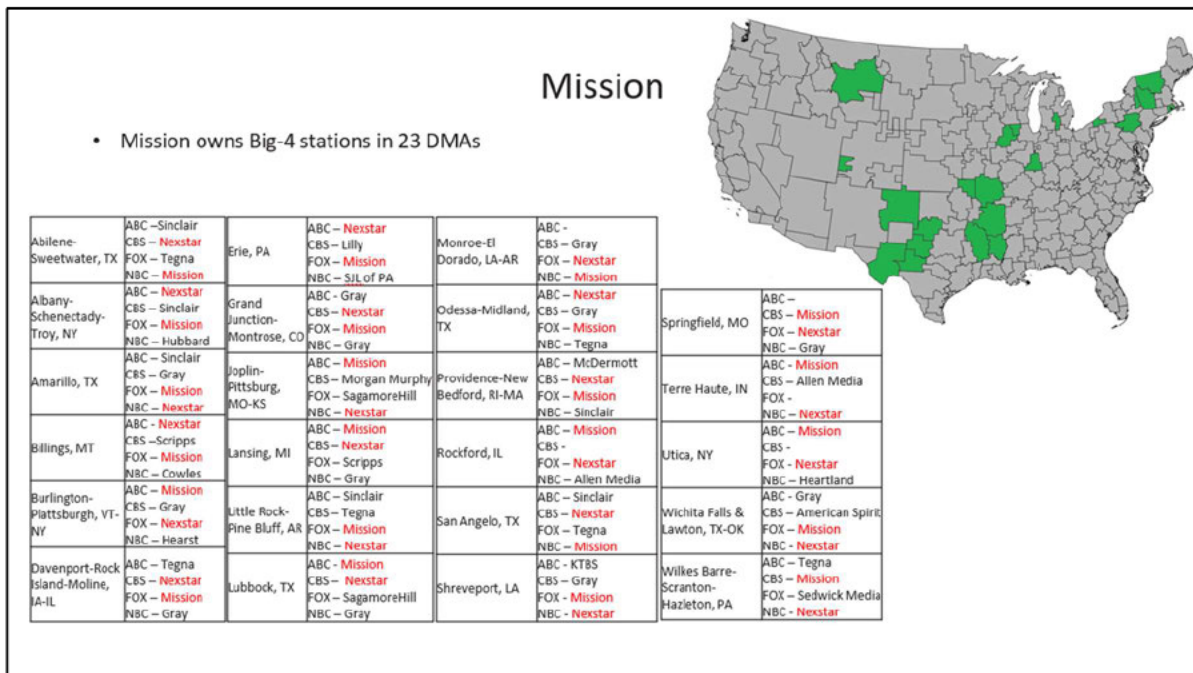 Mission
• Mission owns Big-4 stations in 23 DMAs
Abilene-
Sweetwater, TX
ABC –Sinclair
CBS – Nexstar
FOX – Tegna
NBC – Mission
Albany-
Schenectady-
Troy, NY
ABC – Nexstar
CBS – Sinclair
FOX – Mission
NBC – Hubbard
Amarillo, TX
ABC – Sinclair
CBS – Gray
FOX – Mission
NBC – Nexstar
Billings, MT
ABC - Nexstar
CBS –Scripps
FOX – Mission
NBC – Cowles
Burlington-
Plattsburgh, VT-
NY
ABC – Mission
CBS – Gray
FOX – Nexstar
NBC – Hearst
Davenport-Rock
Island-Moline,
IA-IL
ABC – Tegna
CBS – Nexstar
FOX – Mission
NBC – Gray
Erie, PA
ABC – Nexstar
CBS – Lilly
FOX – Mission
NBC – SJL of PA
Grand
Junction-
Montrose, CO
ABC - Gray
CBS – Nexstar
FOX – Mission
NBC – Gray
Joplin-
Pittsburg,
MO-KS
ABC – Mission
CBS – Morgan Murphy
FOX – SagamoreHill
NBC – Nexstar
Lansing, MI
ABC – Mission
CBS – Nexstar
FOX – Scripps
NBC – Gray
Little Rock-
Pine Bluff, AR
ABC – Sinclair
CBS – Tegna
FOX – Mission
NBC – Nexstar
Lubbock, TX
ABC - Mission
CBS – Nexstar
FOX – SagamoreHill
NBC – Gray
Monroe-El
Dorado, LA-AR
ABC -
CBS – Gray
FOX – Nexstar
NBC – Mission
Odessa-Midland,
TX
ABC – Nexstar
CBS – Gray
FOX – Mission
NBC – Tegna
Providence-New
Bedford, RI-MA
ABC – McDermott
CBS – Nexstar
FOX – Mission
NBC – Sinclair
Rockford, IL
ABC – Mission
CBS -
FOX – Nexstar
NBC – Allen Media
San Angelo, TX
ABC – Sinclair
CBS – Nexstar
FOX – Tegna
NBC – Mission
Shreveport, LA
ABC - KTBS
CBS – Gray
FOX - Mission
NBC - Nexstar
Springfield, MO
ABC –
CBS – Mission
FOX – Nexstar
NBC – Gray
Terre Haute, IN
ABC - Mission
CBS – Allen Media
FOX -
NBC – Nexstar
Utica, NY
ABC – Mission
CBS -
FOX - Nexstar
NBC – Heartland
Wichita Falls &
Lawton, TX-OK
ABC - Gray
CBS – American Spirit
FOX – Mission
NBC - Nexstar
Wilkes Barre-
Scranton-
Hazleton, PA
ABC – Tegna
CBS – Mission
FOX – Sedwick Media
NBC - Nexstar